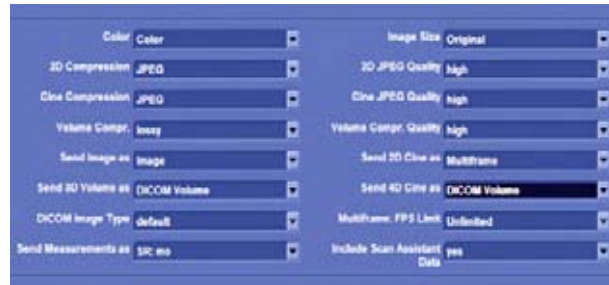 Color Color Image Size Original
2D Compression JPEG 2D JPEG Quality high
Cine Compression JPEG Cine JPEG Quality high
Volume Compr. lossy Volume Compr. Quality high
Send Image as Image Send 2D Cine as Multiframe
Send 3D Volume as DICOM Volume Send 4D Cine as DICOM Volume
DICOM Image Type default Multiframe: FPS Limit Unlimited
Send Measurements as SR: Include Scan Assistant yes
Data